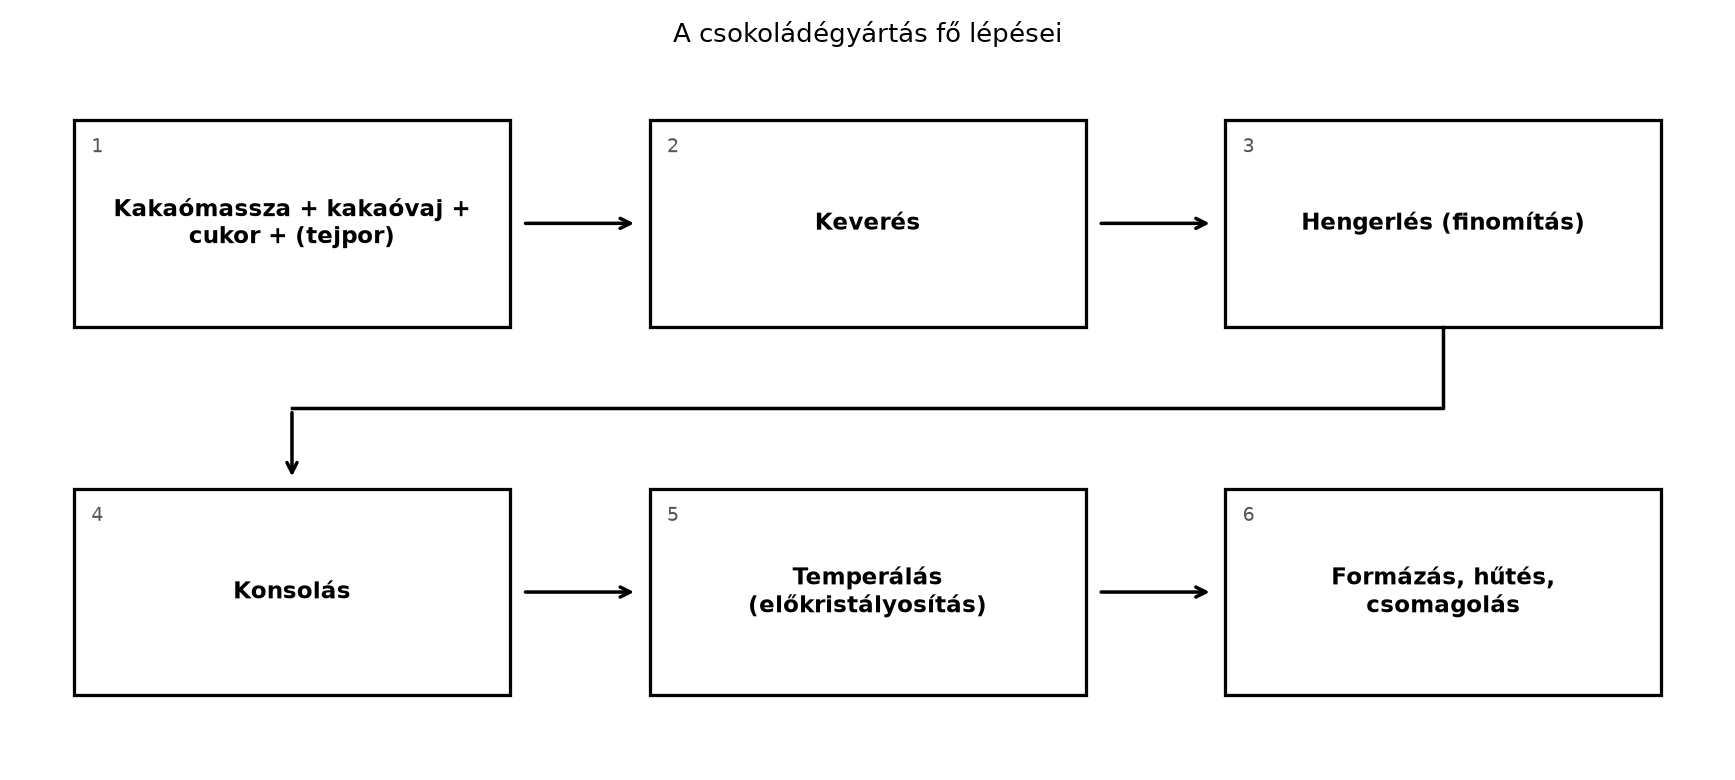 A csokoládégyártás fő lépései
1
Kakaómassza + kakaóvaj +
cukor + (tejpor)
2
Keverés
3
Hengerlés (finomítás)
4
Konsolás
5
Temperálás
(előkristályosítás)
6
Formázás, hűtés,
csomagolás